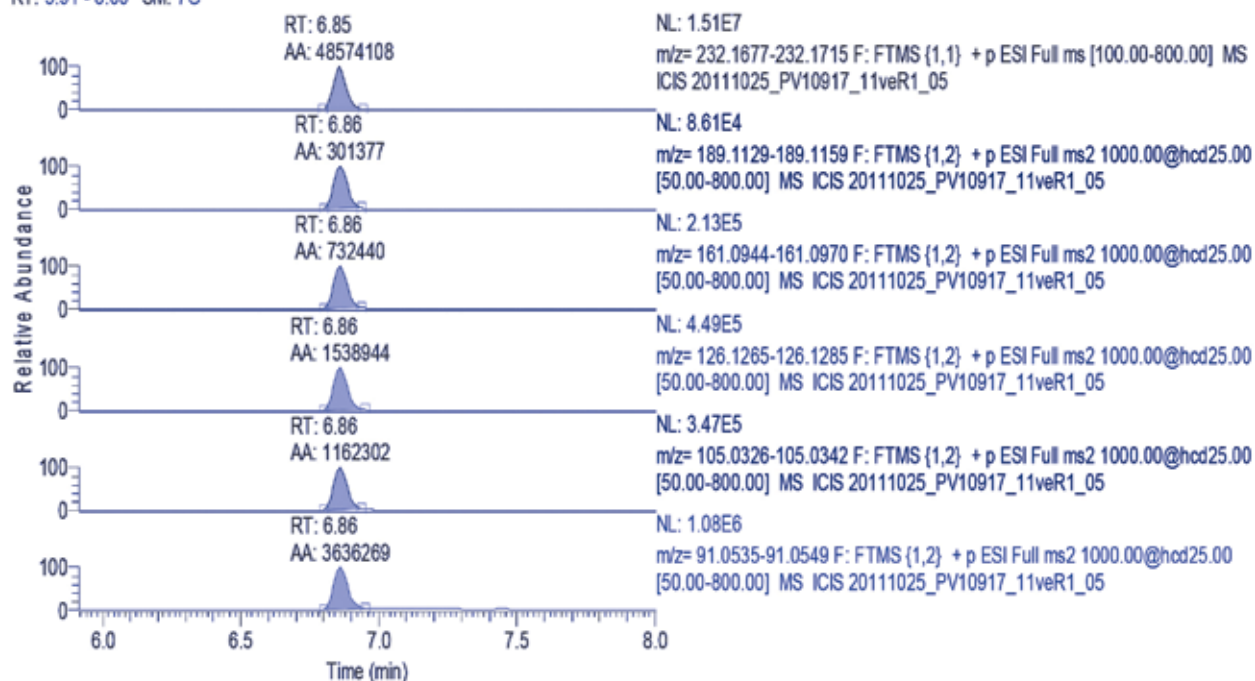 RT: 6.85
AA: 48574108
NL: 1.51E7
m/z= 232.1677-232.1715 F: FTMS {1,1} + p ESI Full ms [100.00-800.00] MS
ICIS 20111025_PV10917_11veR1_05
100
0
RT: 6.86
AA: 301377
NL: 8.61E4
m/z= 189.1129-189.1159 F: FTMS {1,2} + p ESI Full ms2 1000.00@hcd25.00
[50.00-800.00] MS ICIS 20111025_PV10917_11veR1_05
100
0
RT: 6.86
AA: 732440
NL: 2.13E5
m/z= 161.0944-161.0970 F: FTMS {1,2} + p ESI Full ms2 1000.00@hcd25.00
[50.00-800.00] MS ICIS 20111025_PV10917_11veR1_05
100
0
RT: 6.86
AA: 1538944
NL: 4.49E5
m/z= 126.1265-126.1285 F: FTMS {1,2} + p ESI Full ms2 1000.00@hcd25.00
[50.00-800.00] MS ICIS 20111025_PV10917_11veR1_05
100
0
RT: 6.86
AA: 1162302
NL: 3.47E5
m/z= 105.0326-105.0342 F: FTMS {1,2} + p ESI Full ms2 1000.00@hcd25.00
[50.00-800.00] MS ICIS 20111025_PV10917_11veR1_05
100
0
RT: 6.86
AA: 3636269
NL: 1.08E6
m/z= 91.0535-91.0549 F: FTMS {1,2} + p ESI Full ms2 1000.00@hcd25.00
[50.00-800.00] MS ICIS 20111025_PV10917_11veR1_05
100
0
Relative Abundance
6.0 6.5 7.0 7.5 8.0
Time (min)